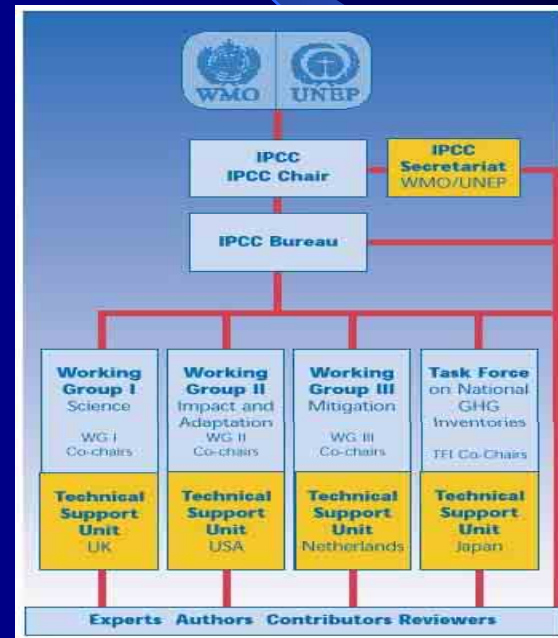 WMO UNEP
IPCC
IPCC Chair
IPCC
Secretariat
WMO/UNEP
IPCC Bureau
Working
Group I
Science
WG I
Co-chairs
Working
Group II
Impact and
Adaptation
WG II
Co-chairs
Working
Group III
Mitigation
WG III
Co-chairs
Task Force
on National
GHG
Inventories
TFI Co-Chairs
Technical
Support
Unit
UK
Technical
Support
Unit
USA
Technical
Support
Unit
Netherlands
Technical
Support
Unit
Japan
Experts Authors Contributors Reviewers